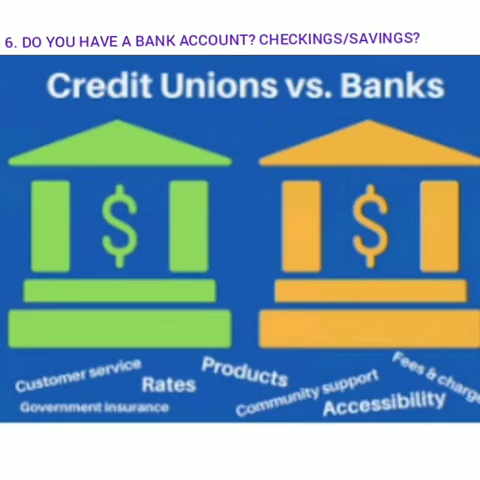 6. DO YOU HAVE A BANK ACCOUNT? CHECKINGS/SAVINGS?
Credit Unions vs. Banks
$ $
Customer service
Rates
Products
Government insurance
Community support
Fees & charge
Accessibility